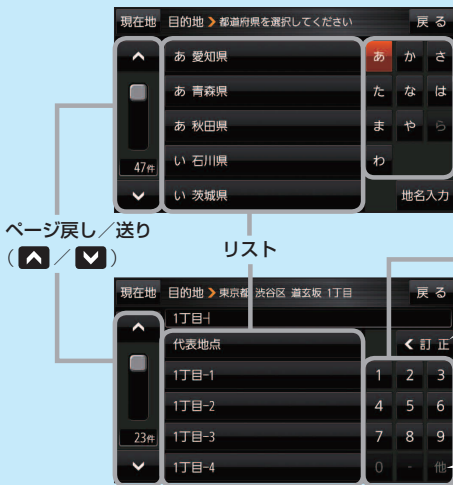 現在地 目的地 > 都道府県を選択してください 戻る
あ 愛知県
あ 青森県
あ 秋田県
い 石川県
い 茨城県
47件
あ か さ
た な は
ま や ら
わ
地名入力
ページ戻し／送り
(／)
リスト
現在地 目的地 > 東京都 渋谷区 道玄坂 1丁目 戻る
1丁目-
代表地点
1丁目-1
1丁目-2
1丁目-3
1丁目-4
23件
訂正
1 2 3
4 5 6
7 8 9
0 - 他